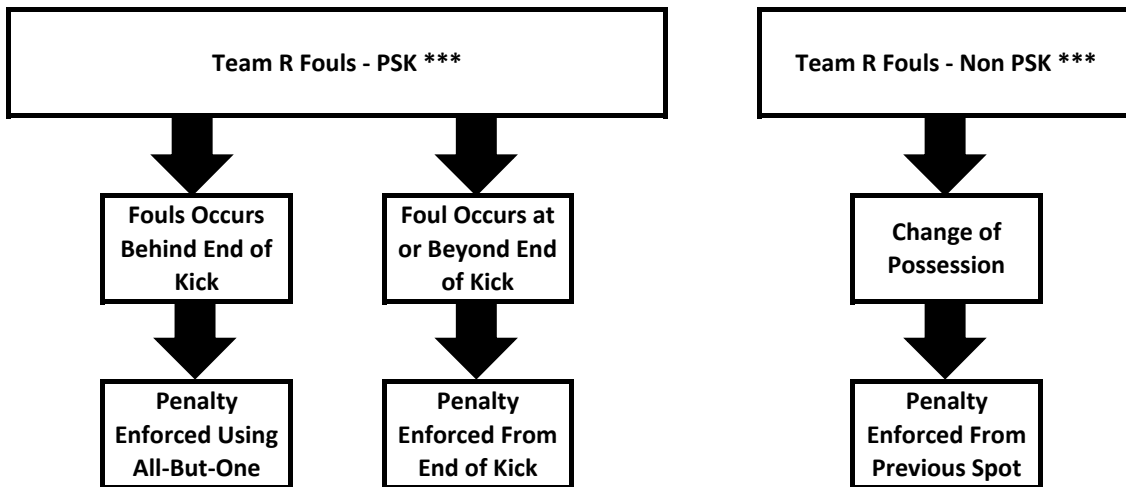 Team R Fouls - PSK ***
Team R Fouls - Non PSK ***
Fouls Occurs
Behind End of
Kick
Foul Occurs at
or Beyond End
of Kick
Change of
Possession
Penalty
Enforced Using
All-But-One
Penalty
Enforced From
End of Kick
Penalty
Enforced From
Previous Spot